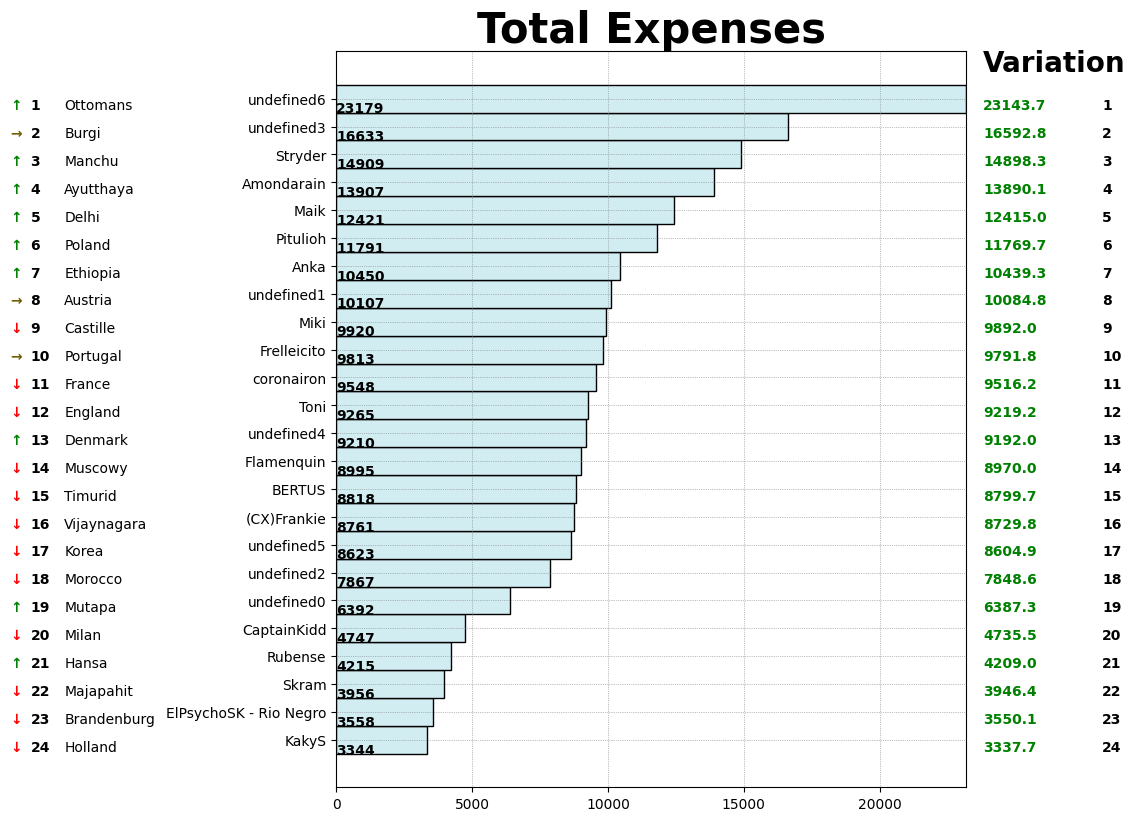 Total Expenses
Variation
↑ 1 Ottomans undefined6 23179 23143.7 1
→ 2 Burgi undefined3 16633 16592.8 2
↑ 3 Manchu Stryder 14909 14898.3 3
↑ 4 Ayutthaya Amondarain 13907 13890.1 4
↑ 5 Delhi Maik 12421 12415.0 5
↑ 6 Poland Pitulioh 11791 11769.7 6
↑ 7 Ethiopia Anka 10450 10439.3 7
→ 8 Austria undefined1 10107 10084.8 8
↓ 9 Castille Miki 9920 9892.0 9
→ 10 Portugal Frelleicito 9813 9791.8 10
↓ 11 France coronairon 9548 9516.2 11
↓ 12 England Toni 9265 9219.2 12
↑ 13 Denmark undefined4 9210 9192.0 13
↓ 14 Muscowy Flamenquin 8995 8970.0 14
↓ 15 Timurid BERTUS 8818 8799.7 15
↓ 16 Vijaynagara (CX)Frankie 8761 8729.8 16
↓ 17 Korea undefined5 8623 8604.9 17
↓ 18 Morocco undefined2 7867 7848.6 18
↑ 19 Mutapa undefined0 6392 6387.3 19
↓ 20 Milan CaptainKidd 4747 4735.5 20
↑ 21 Hansa Rubense 4215 4209.0 21
↓ 22 Majapahit Skram 3956 3946.4 22
↓ 23 Brandenburg ElPsychoSK - Rio Negro 3558 3550.1 23
↓ 24 Holland KakyS 3344 3337.7 24
0 5000 10000 15000 20000